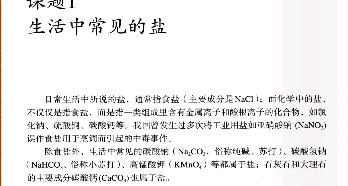 课题1
生活中常见的盐
日常生活中所说的盐，通常指食盐（主要成分是NaCl）；而化学中的盐，
不仅仅是指食盐，而是指一类组成里含有金属离子和酸根离子的化合物，如氯
化钠、硫酸铜、碳酸钙等。我国曾发生过多次将工业用盐如亚硝酸钠 (NaNO₂)
误作食盐用于烹调而引起的中毒事件。
除食盐外，生活中常见的碳酸钠（Na₂CO₃，俗称纯碱、苏打）、碳酸氢钠
（NaHCO₃，俗称小苏打）、高锰酸钾（KMnO₄）等都属于盐；石灰石和大理石
的主要成分碳酸钙(CaCO₃)也属于盐。